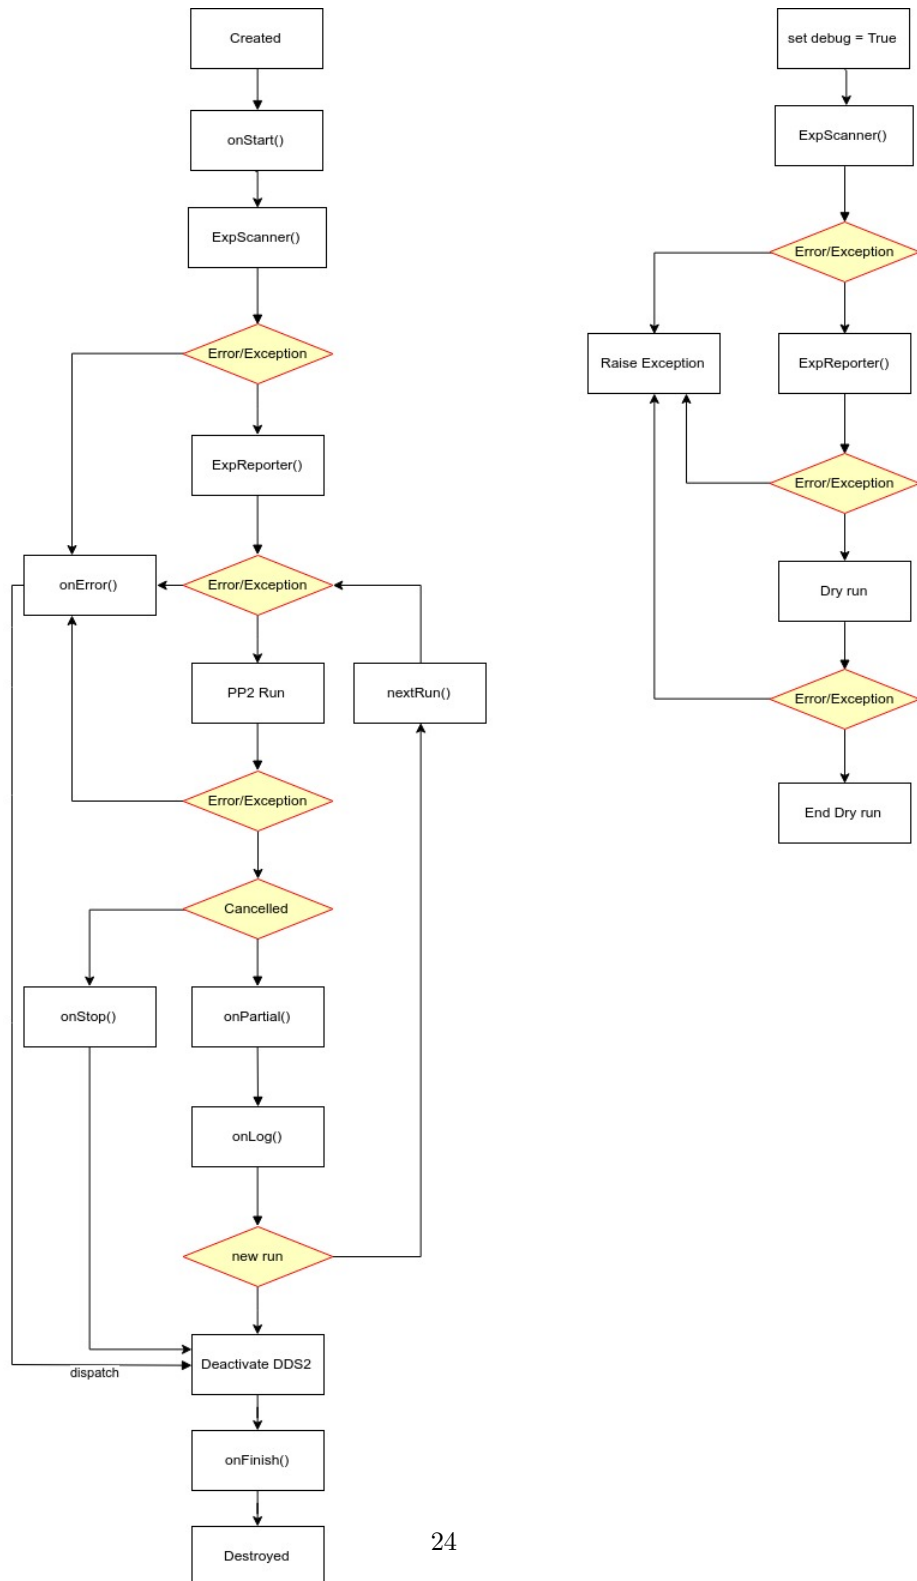 Created
onStart()
ExpScanner()
Error/Exception
ExpReporter()
Error/Exception
onError()
PP2 Run
nextRun()
Error/Exception
Cancelled
onStop()
onPartial()
onLog()
new run
Deactivate DDS2
dispatch
onFinish()
Destroyed
set debug = True
ExpScanner()
Error/Exception
Raise Exception
ExpReporter()
Error/Exception
Dry run
Error/Exception
End Dry run
24